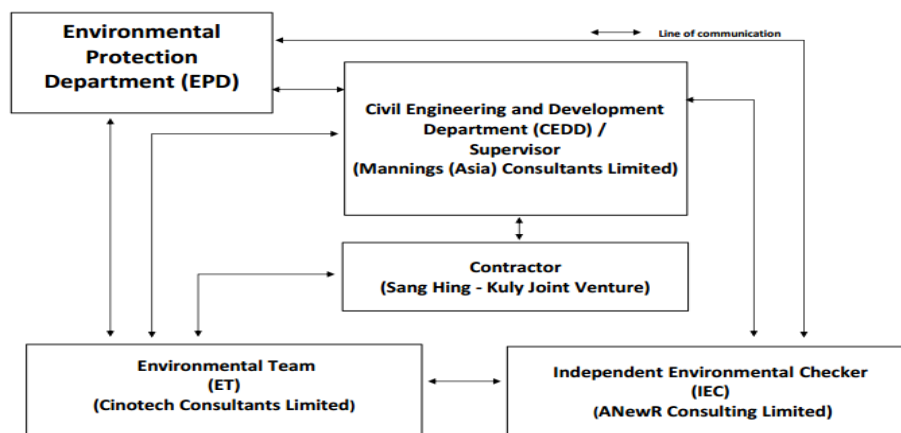 Environmental
Protection
Department (EPD)
Line of communication
Civil Engineering and Development
Department (CEDD) /
Supervisor
(Mannings (Asia) Consultants Limited)
Contractor
(Sang Hing - Kuly Joint Venture)
Environmental Team
(ET)
(Cinotech Consultants Limited)
Independent Environmental Checker
(IEC)
(ANewR Consulting Limited)